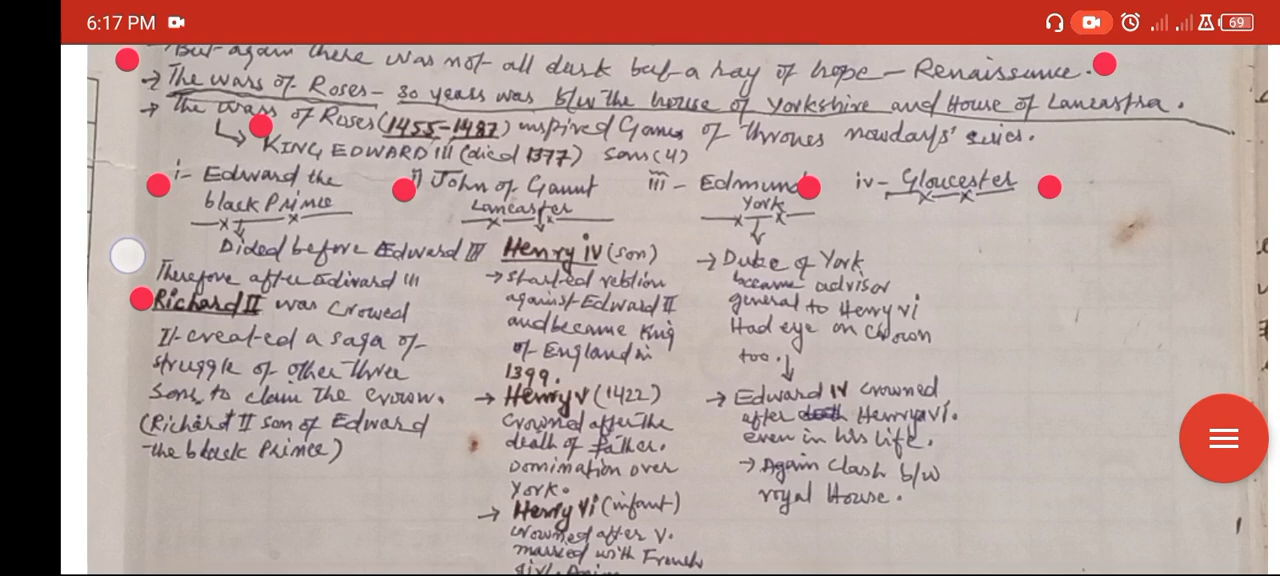 6:17 PM
69
But again there was not all dark but a ray of hope – Renaissance.
→ The wars of Roses – 30 years was b/w the house of Yorkshire and House of Lancastra.
→ The wars of Roses (1455-1487) inspired Games of Thrones nowdays' series.
↳ KING EDWARD III (died 1377) sons (4)
i- Edward the
black Prince
ii) John of Gaunt
Lancaster
iii - Edmund
York
iv- Gloucester
Dided before Edward III
Therefore after Edward III
Richard II was crowed
It created a saga of
struggle of other three
sons to claim the crown.
(Richard II son of Edward
the black Prince)
Henry iv (son)
→ started reblion
against Edward II
and became King
of England in
1399.
→ Henry v (1422)
crowned after the
death of father.
Domination over
York.
→ Henry vi (infant)
crowned after v.
married with French
girl
→ Duke of York
became advisor
general to Henry vi
Had eye on crown
too.
→ Edward IV crowned
after Henry vi.
even in his life.
→ Again clash b/w
royal House.